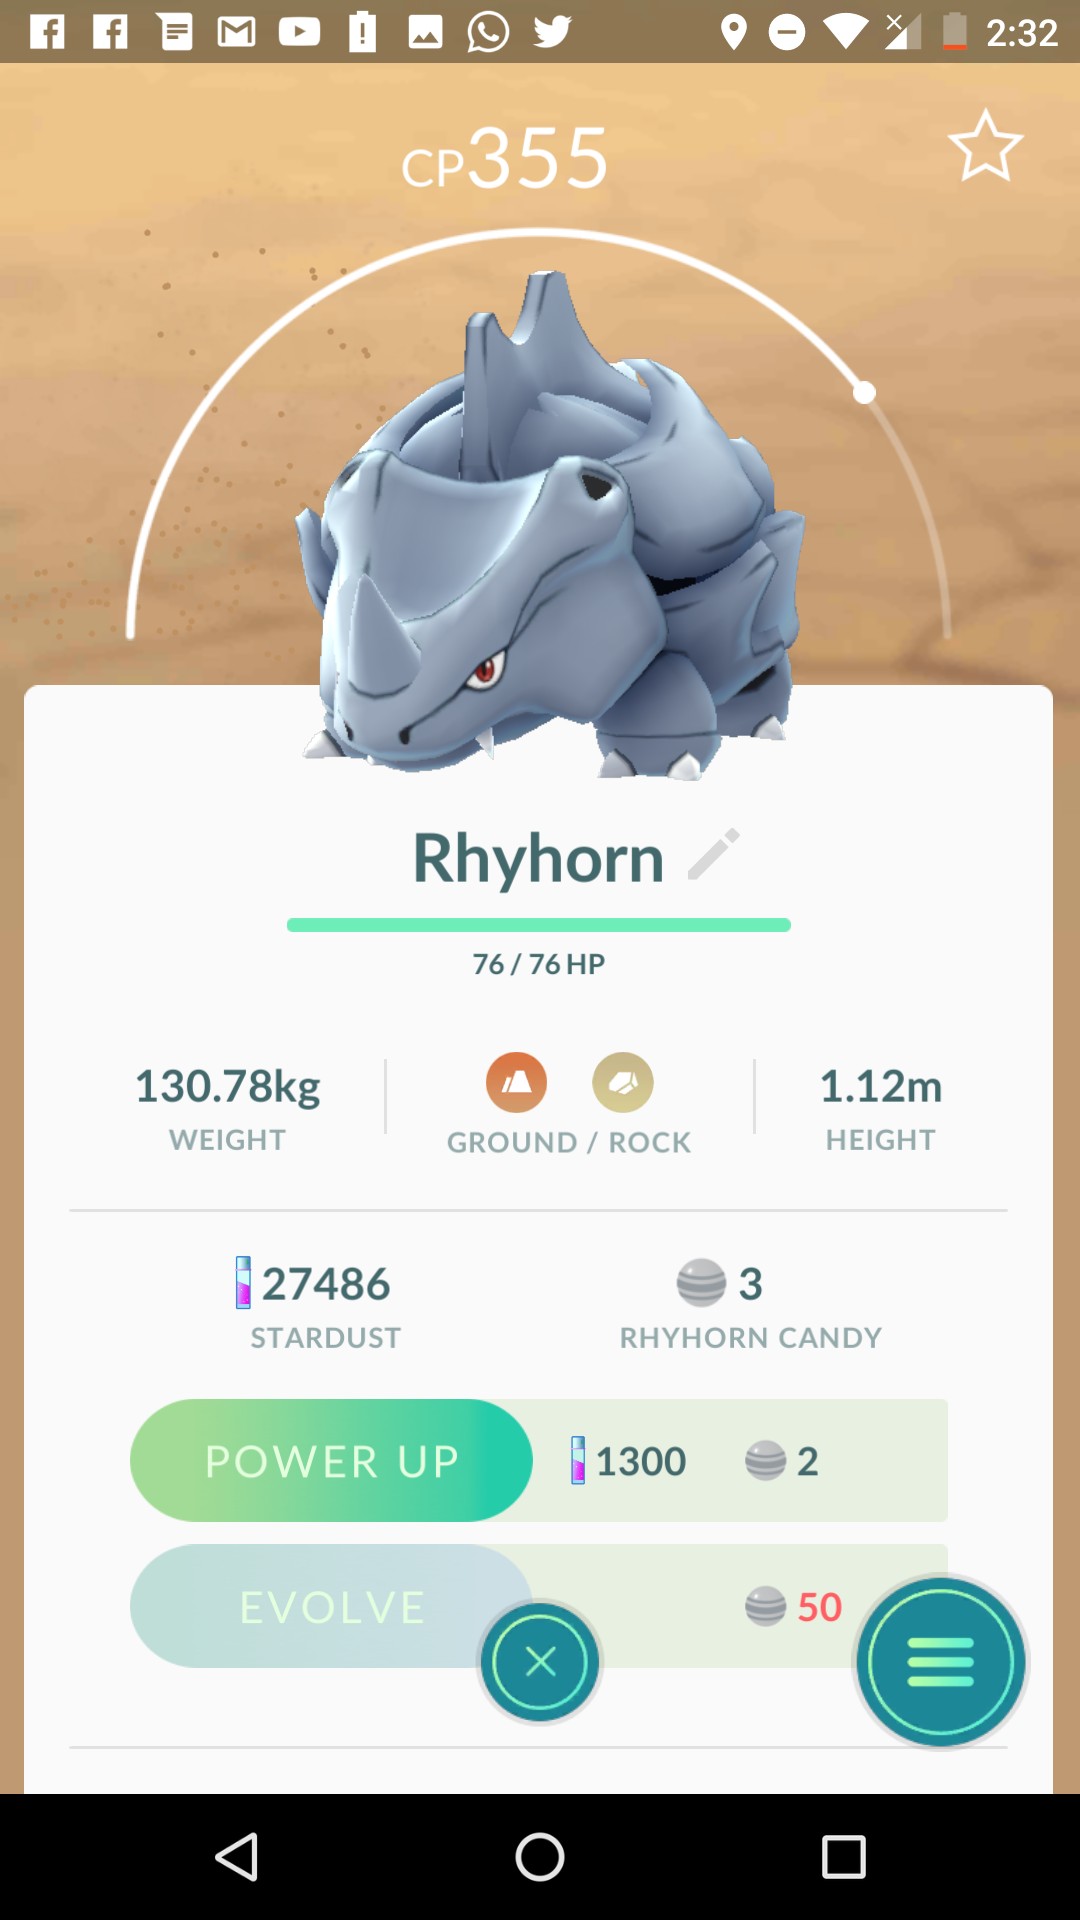 2:32
CP355
Rhyhorn
76 / 76 HP
130.78kg
WEIGHT
GROUND / ROCK
1.12m
HEIGHT
27486
STARDUST
3
RHYHORN CANDY
POWER UP 1300 2
EVOLVE 50